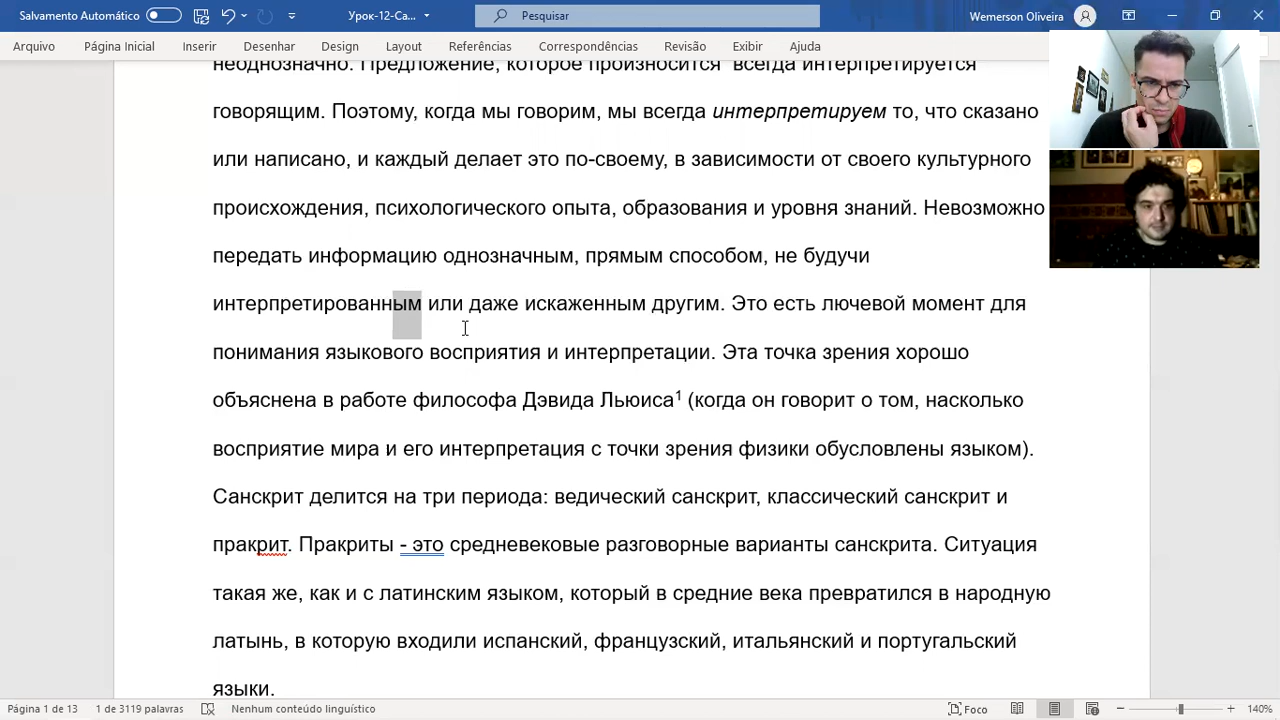 Salvamento Automático
Урок-12-Са...
Pesquisar
Wemerson Oliveira
Arquivo Página Inicial Inserir Desenhar Design Layout Referências Correspondências Revisão Exibir Ajuda
неоднозначно. Предложение, которое произносится всегда интерпретируется
говорящим. Поэтому, когда мы говорим, мы всегда интерпретируем то, что сказано
или написано, и каждый делает это по-своему, в зависимости от своего культурного
происхождения, психологического опыта, образования и уровня знаний. Невозможно
передать информацию однозначным, прямым способом, не будучи
интерпретированным или даже искаженным другим. Это есть лючевой момент для
понимания языкового восприятия и интерпретации. Эта точка зрения хорошо
объяснена в работе философа Дэвида Льюиса¹ (когда он говорит о том, насколько
восприятие мира и его интерпретация с точки зрения физики обусловлены языком).
Санскрит делится на три периода: ведический санскрит, классический санскрит и
пракрит. Пракриты - это средневековые разговорные варианты санскрита. Ситуация
такая же, как и с латинским языком, который в средние века превратился в народную
латынь, в которую входили испанский, французский, итальянский и португальский
языки.
Página 1 de 13 1 de 3119 palavras Nenhum conteúdo linguístico Foco 140%